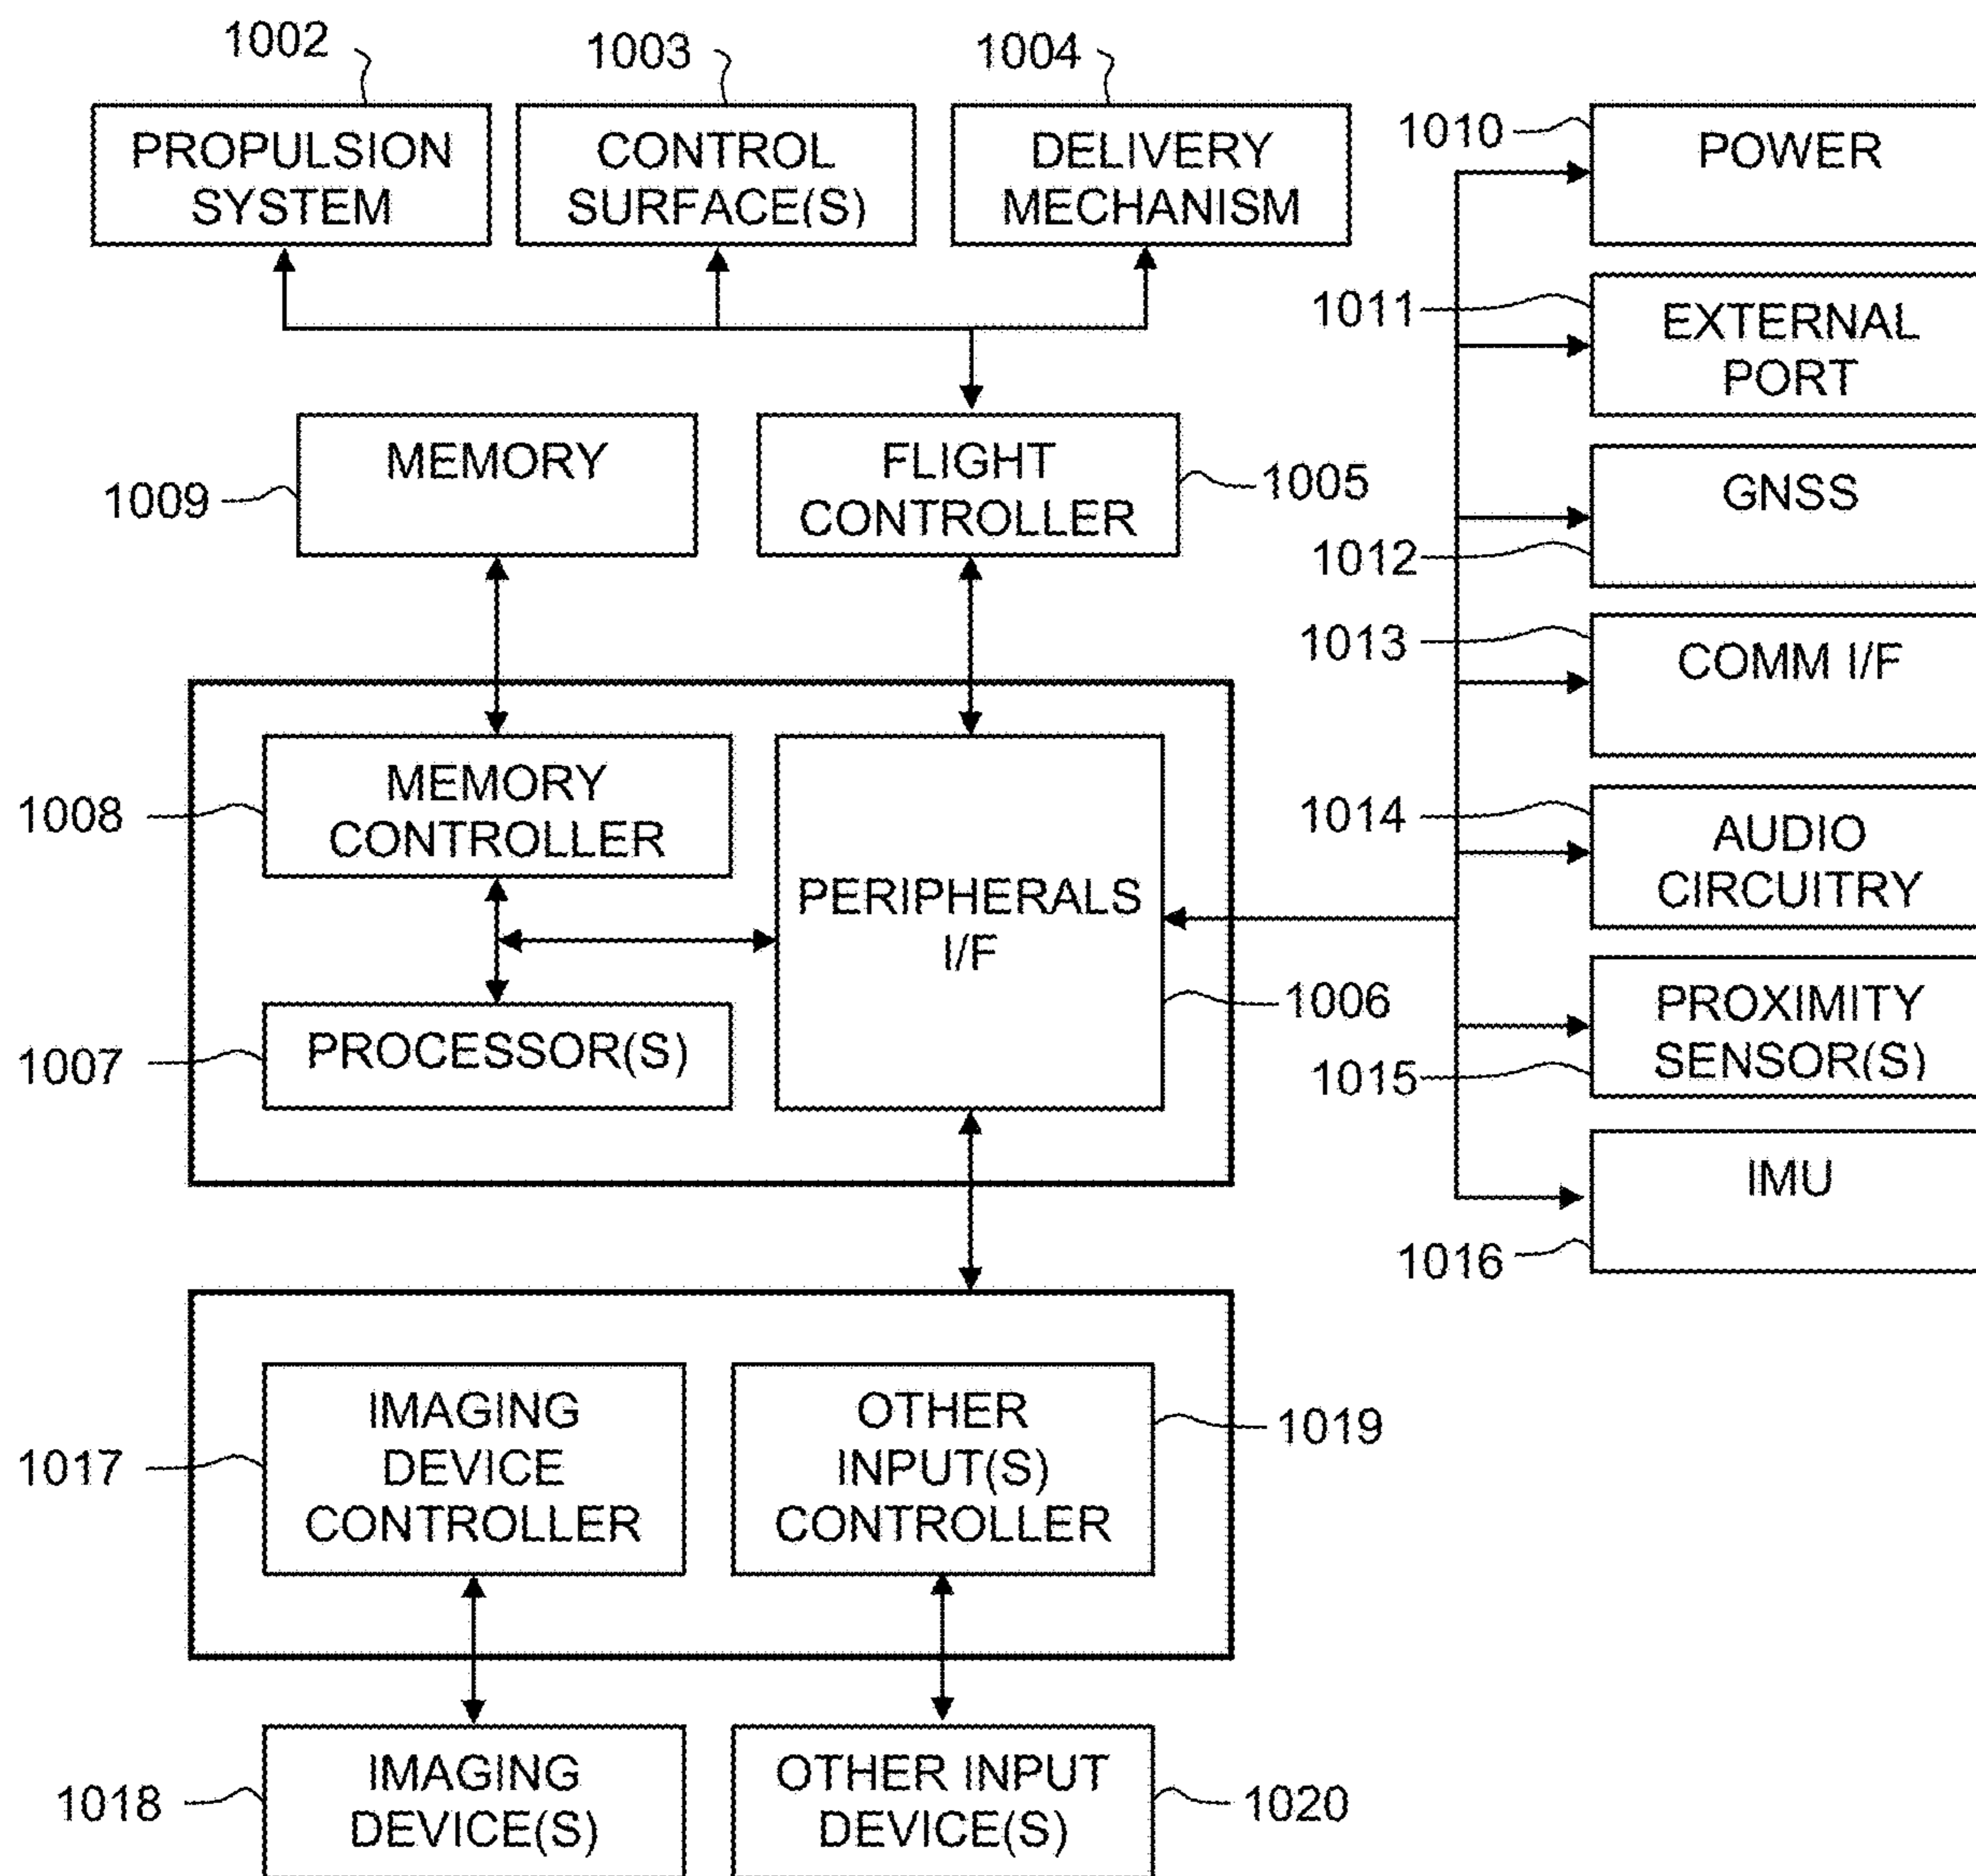 1002
1003
1004
PROPULSION
SYSTEM
CONTROL
SURFACE(S)
DELIVERY
MECHANISM
1010
POWER
1011
EXTERNAL
PORT
1009
MEMORY
FLIGHT
CONTROLLER
1005
GNSS
1012
1013
COMM I/F
1008
MEMORY
CONTROLLER
PERIPHERALS
I/F
1014
AUDIO
CIRCUITRY
1006
1007
PROCESSOR(S)
PROXIMITY
SENSOR(S)
1015
IMU
1016
1017
IMAGING
DEVICE
CONTROLLER
OTHER
INPUT(S)
CONTROLLER
1019
1018
IMAGING
DEVICE(S)
OTHER INPUT
DEVICE(S)
1020